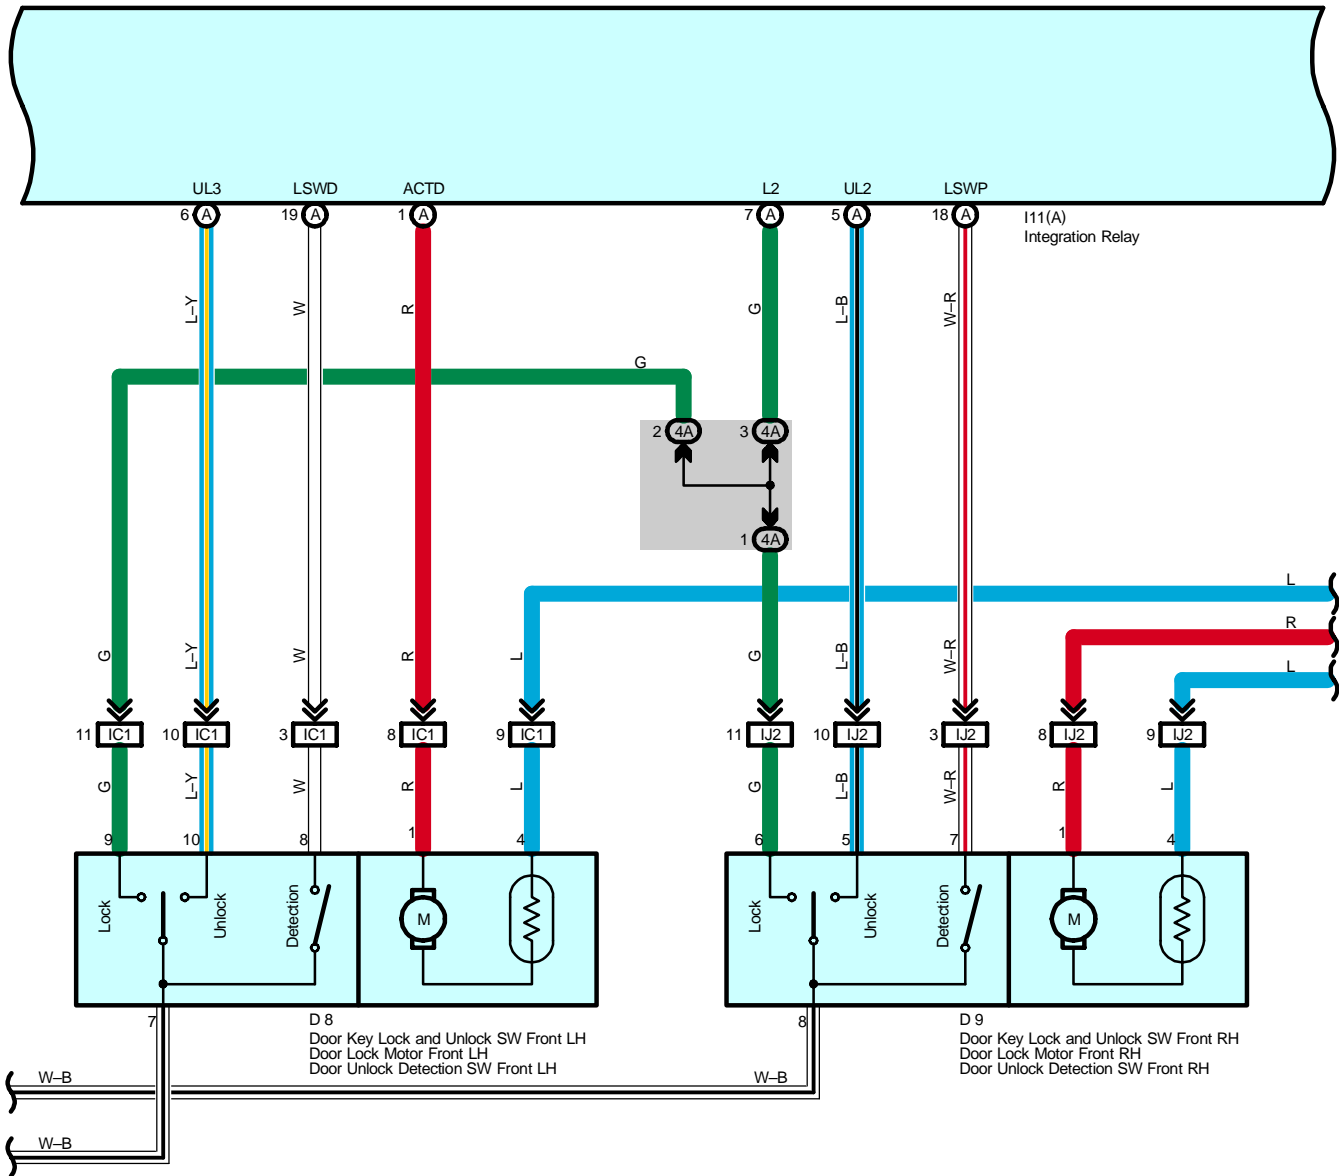 UL3 LSWD ACTD L2 UL2 LSWP
6 A 19 A 1 A 7 A 5 A 18 A I11(A)
Integration Relay
L–Y W R G L–B W–R
G
2 4A 3 4A
1 4A
L
R
L
G L–Y W R L G L–B W–R
11 IC1 10 IC1 3 IC1 8 IC1 9 IC1 11 IJ2 10 IJ2 3 IJ2 8 IJ2 9 IJ2
G L–Y W R L G L–B W–R R L
9 10 8 1 4 6 5 7 1 4
Lock Unlock Detection M Lock Unlock Detection M
7 D 8 8 D 9
Door Key Lock and Unlock SW Front LH
Door Lock Motor Front LH
Door Unlock Detection SW Front LH
Door Key Lock and Unlock SW Front RH
Door Lock Motor Front RH
Door Unlock Detection SW Front RH
W–B W–B
W–B